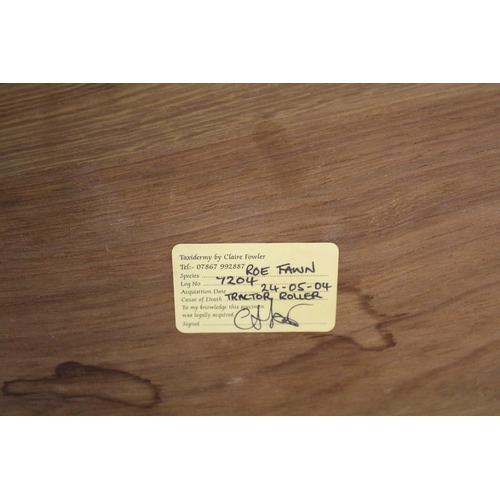 Taxidermy by Claire Fowler
Tel:- 07867 992887
Species ROE FAWN
Log No 7204
Acquisition Date 24-05-04
Cause of Death TRACTOR ROLLER
To my knowledge this specimen
was legally acquired
Signed